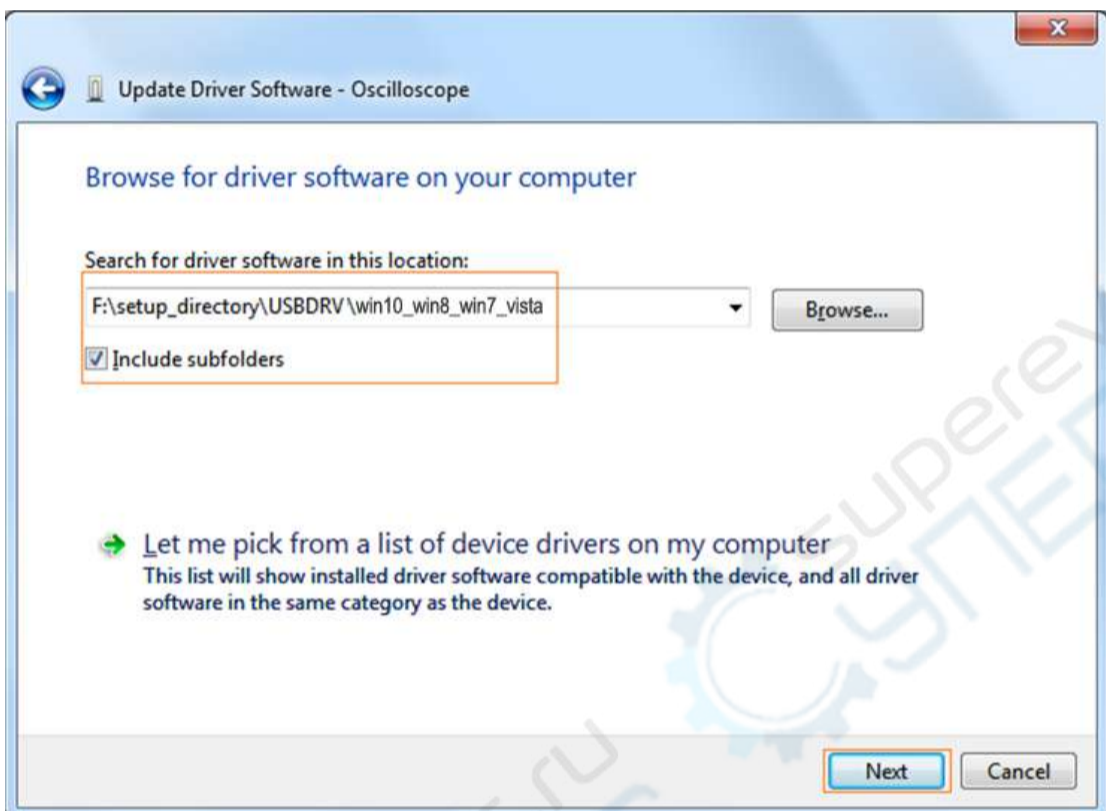 Update Driver Software - Oscilloscope
Browse for driver software on your computer
Search for driver software in this location:
F:\setup_directory\USBDRV\win10_win8_win7_vista
Browse...
Include subfolders
Let me pick from a list of device drivers on my computer
This list will show installed driver software compatible with the device, and all driver
software in the same category as the device.
Next
Cancel
supere
.ru
СУПЕР